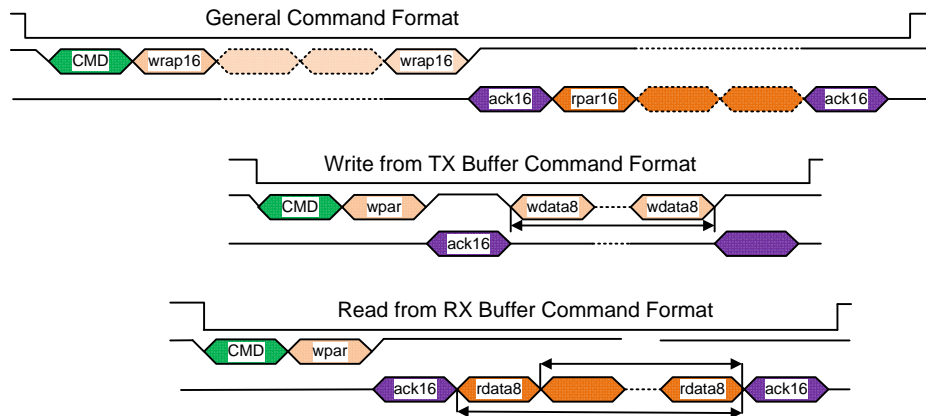 General Command Format
CMD wrap16 wrap16
ack16 rpar16 ack16
Write from TX Buffer Command Format
CMD wpar wdata8 wdata8
ack16
Read from RX Buffer Command Format
CMD wpar
ack16 rdata8 rdata8 ack16